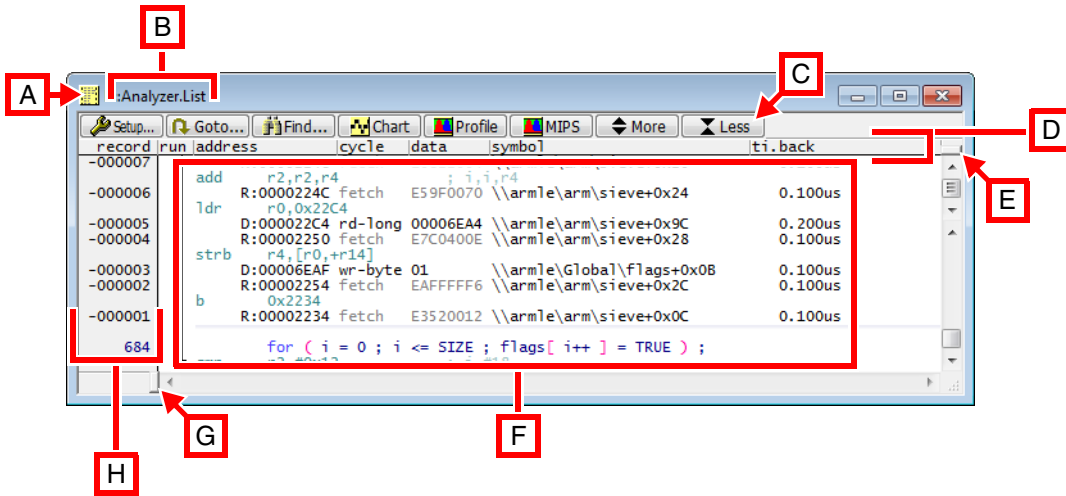 B
C
A
:Analyzer.List
Setup... Goto... Find... Chart Profile MIPS More Less
D
record run address cycle data symbol ti.back
-000007
add r2,r2,r4 ; i,i,r4
-000006 R:0000224C fetch E59F0070 \\armle\arm\sieve+0x24 0.100us
E
ldr r0,0x22C4
-000005 D:000022C4 rd-long 00006EA4 \\armle\arm\sieve+0x9C 0.200us
-000004 R:00002250 fetch E7C0400E \\armle\arm\sieve+0x28 0.100us
strb r4,[r0,+r14]
-000003 D:00006EAF wr-byte 01 \\armle\Global\flags+0x0B 0.100us
-000002 R:00002254 fetch EAFFFFF6 \\armle\arm\sieve+0x2C 0.100us
b 0x2234
-000001 R:00002234 fetch E3520012 \\armle\arm\sieve+0x0C 0.100us
684 for ( i = 0 ; i <= SIZE ; flags[ i++ ] = TRUE ) ;
G
F
H